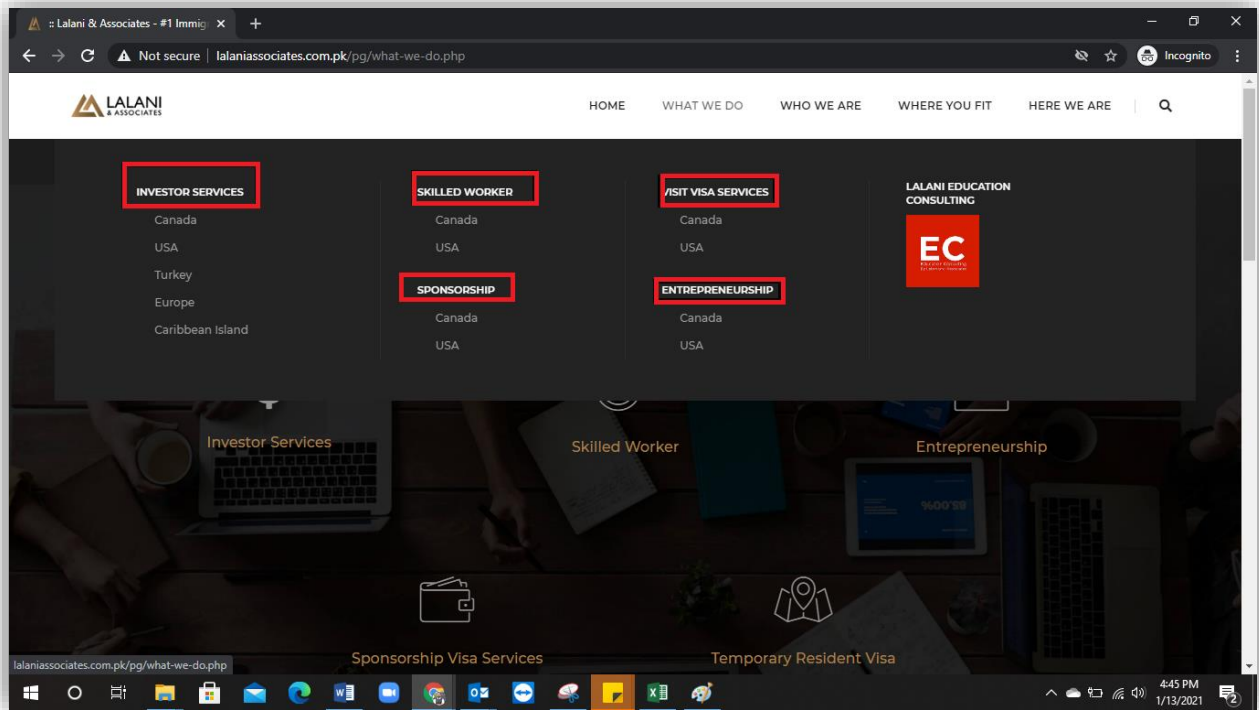 :: Lalani & Associates - #1 Immig
Not secure | lalaniassociates.com.pk/pg/what-we-do.php
Incognito
LALANI
& ASSOCIATES
HOME WHAT WE DO WHO WE ARE WHERE YOU FIT HERE WE ARE
INVESTOR SERVICES
Canada
USA
Turkey
Europe
Caribbean Island
SKILLED WORKER
Canada
USA
SPONSORSHIP
Canada
USA
VISIT VISA SERVICES
Canada
USA
ENTREPRENEURSHIP
Canada
USA
LALANI EDUCATION
CONSULTING
EC
Investor Services
Skilled Worker
Entrepreneurship
Sponsorship Visa Services
Temporary Resident Visa
lalaniassociates.com.pk/pg/what-we-do.php
4:45 PM
1/13/2021
2